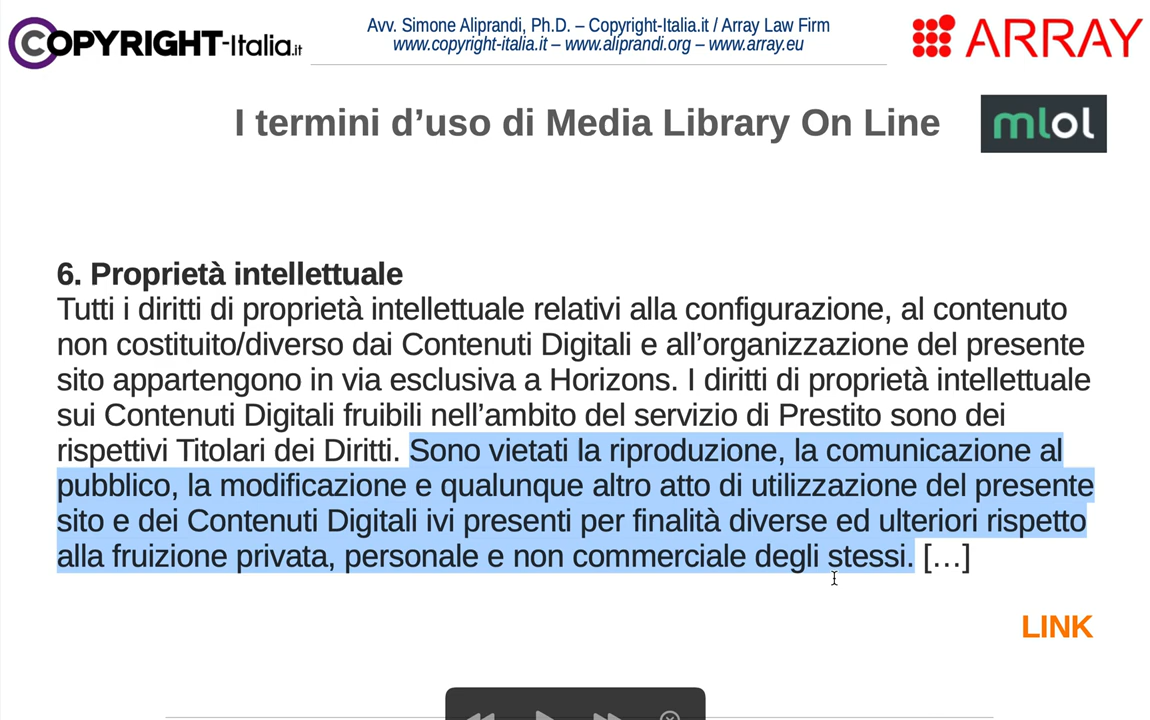 COPYRIGHT-Italia.it
Avv. Simone Aliprandi, Ph.D. – Copyright-Italia.it / Array Law Firm
www.copyright-italia.it – www.aliprandi.org – www.array.eu
ARRAY
I termini d’uso di Media Library On Line
mlol
6. Proprietà intellettuale
Tutti i diritti di proprietà intellettuale relativi alla configurazione, al contenuto
non costituito/diverso dai Contenuti Digitali e all’organizzazione del presente
sito appartengono in via esclusiva a Horizons. I diritti di proprietà intellettuale
sui Contenuti Digitali fruibili nell’ambito del servizio di Prestito sono dei
rispettivi Titolari dei Diritti. Sono vietati la riproduzione, la comunicazione al
pubblico, la modificazione e qualunque altro atto di utilizzazione del presente
sito e dei Contenuti Digitali ivi presenti per finalità diverse ed ulteriori rispetto
alla fruizione privata, personale e non commerciale degli stessi. […]
LINK